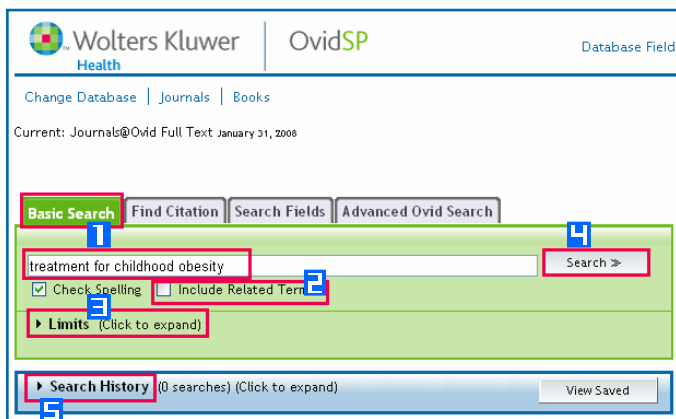 Wolters Kluwer OvidSP
Health
Database Field
Change Database | Journals | Books
Current: Journals@Ovid Full Text January 31, 2008
Basic Search Find Citation Search Fields Advanced Ovid Search
1 4
treatment for childhood obesity Search >>
2
Check Spelling Include Related Terms
3
Limits (Click to expand)
Search History (0 searches) (Click to expand) View Saved
5